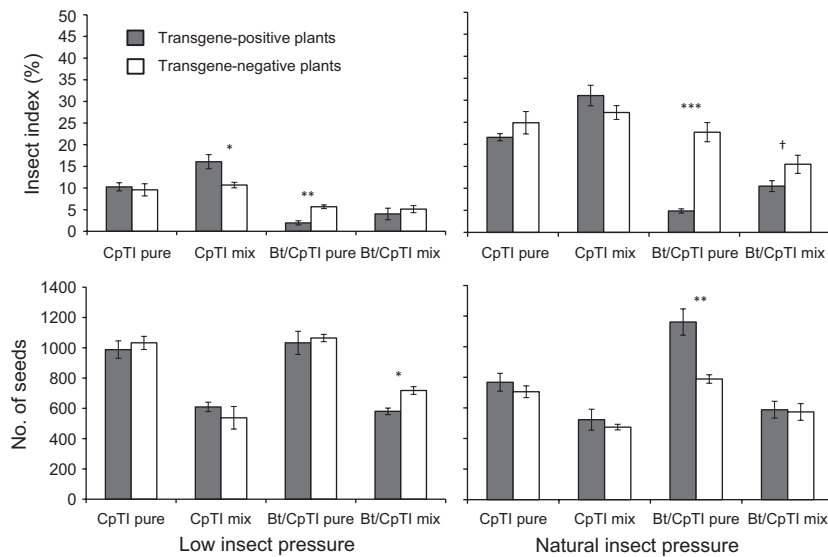 Insect index (%)
50
45
40
35
30
25
20
15
10
5
0
Transgene-positive plants
Transgene-negative plants
*
**
***
†
CpTI pure CpTI mix Bt/CpTI pure Bt/CpTI mix
CpTI pure CpTI mix Bt/CpTI pure Bt/CpTI mix
No. of seeds
1400
1200
1000
800
600
400
200
0
*
**
CpTI pure CpTI mix Bt/CpTI pure Bt/CpTI mix
CpTI pure CpTI mix Bt/CpTI pure Bt/CpTI mix
Low insect pressure
Natural insect pressure